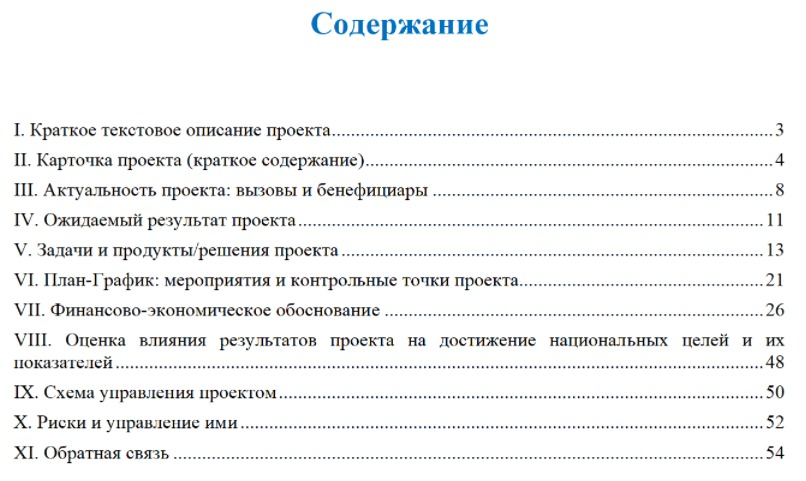 Содержание
I. Краткое текстовое описание проекта 3
II. Карточка проекта (краткое содержание) 4
III. Актуальность проекта: вызовы и бенефициары 8
IV. Ожидаемый результат проекта 11
V. Задачи и продукты/решения проекта 13
VI. План-График: мероприятия и контрольные точки проекта 21
VII. Финансово-экономическое обоснование 26
VIII. Оценка влияния результатов проекта на достижение национальных целей и их
показателей 48
IX. Схема управления проектом 50
X. Риски и управление ими 52
XI. Обратная связь 54